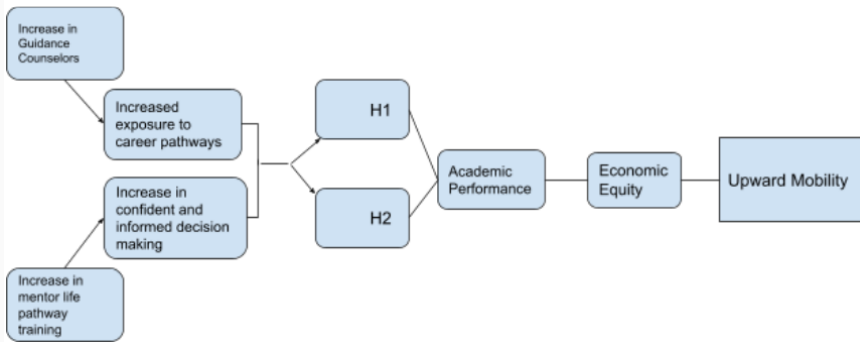 Increase in
Guidance
Counselors
Increased
exposure to
career pathways
Increase in
confident and
informed decision
making
Increase in
mentor life
pathway
training
H1
H2
Academic
Performance
Economic
Equity
Upward Mobility